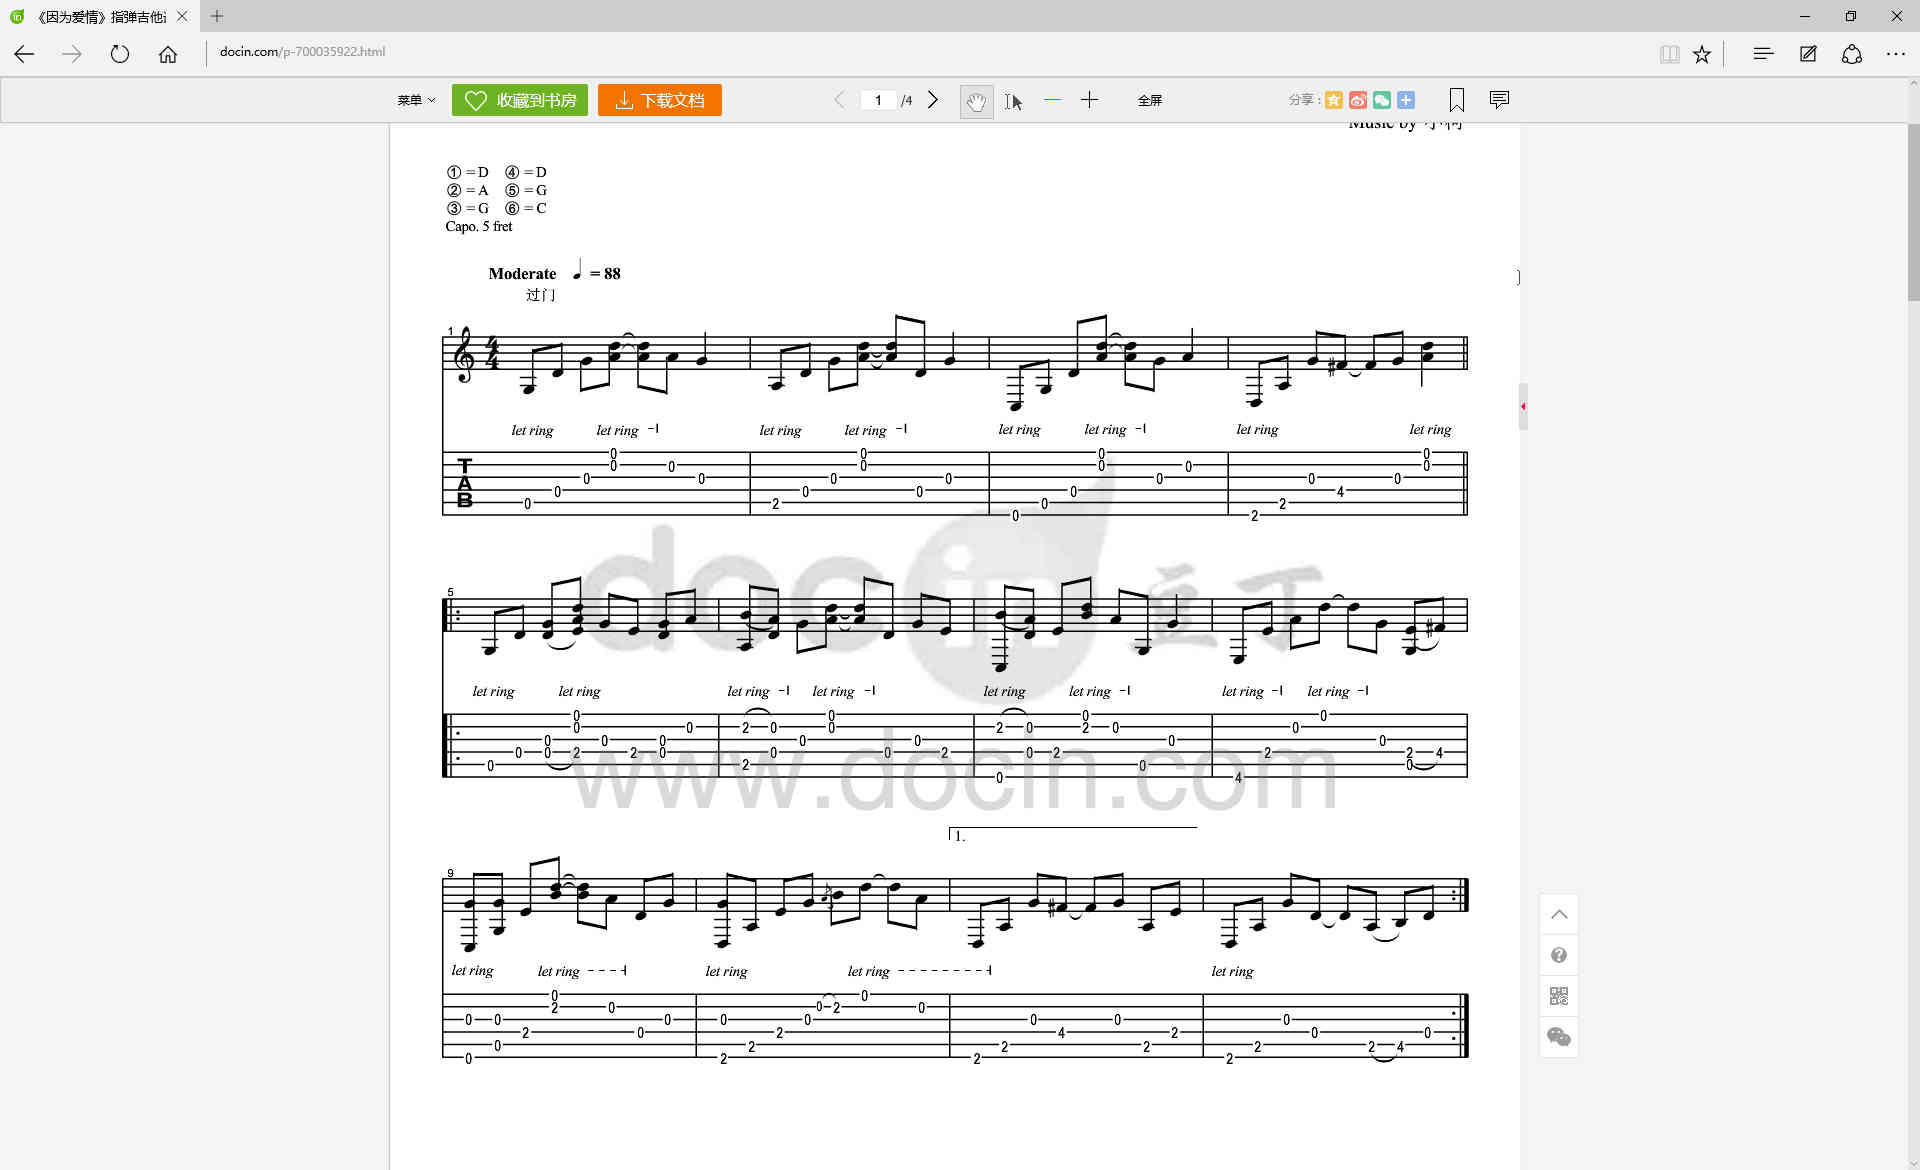 《因为爱情》指弹吉他
docin.com/p-700035922.html
菜单
收藏到书房
下载文档
1 /4
全屏
分享：
Music by 小柯
① = D ④ = D
② = A ⑤ = G
③ = G ⑥ = C
Capo. 5 fret
Moderate ♩ = 88
过门
1
4
4
let ring let ring let ring let ring let ring let ring let ring let ring
T
A
B
0 0 0 0 0 0 0
2 0 0 0 0 0 0
0 0 0 0 0 0 0
2 2 0 4 0 0 0
docin 豆丁
5
let ring let ring let ring let ring let ring let ring let ring let ring
0 0 0 0 0 0 2 0 2 0 0 0
2 2 0 0 0 0 0 0 0 2
2 0 0 0 2 0 2 0 0 0
4 2 0 0 0 2 0 4
www.docin.com
1.
9
let ring let ring let ring let ring let ring
0 0 0 0 2 0 2 0 0 0
0 2 2 2 0 0 2 0 0
2 2 0 4 0 2 2
2 2 0 0 2 4 0